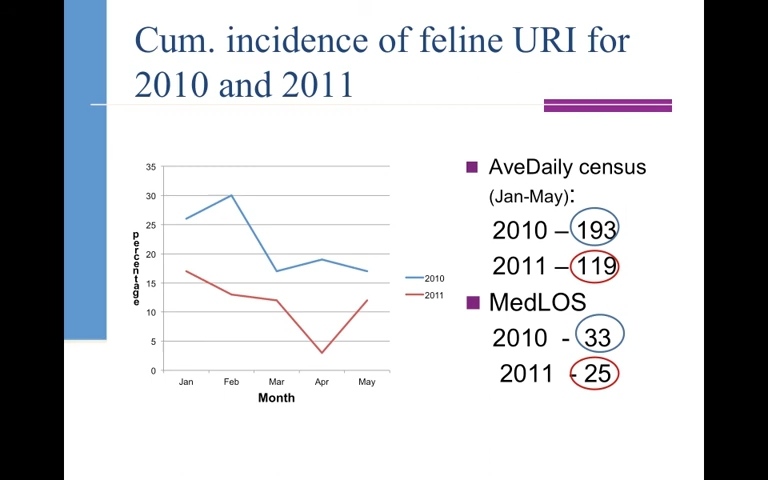 Cum. incidence of feline URI for
2010 and 2011
percentage
35
30
25
20
15
10
5
0
Jan Feb Mar Apr May
Month
2010
2011
AveDaily census
(Jan-May):
2010 – 193
2011 – 119
MedLOS
2010 - 33
2011 - 25